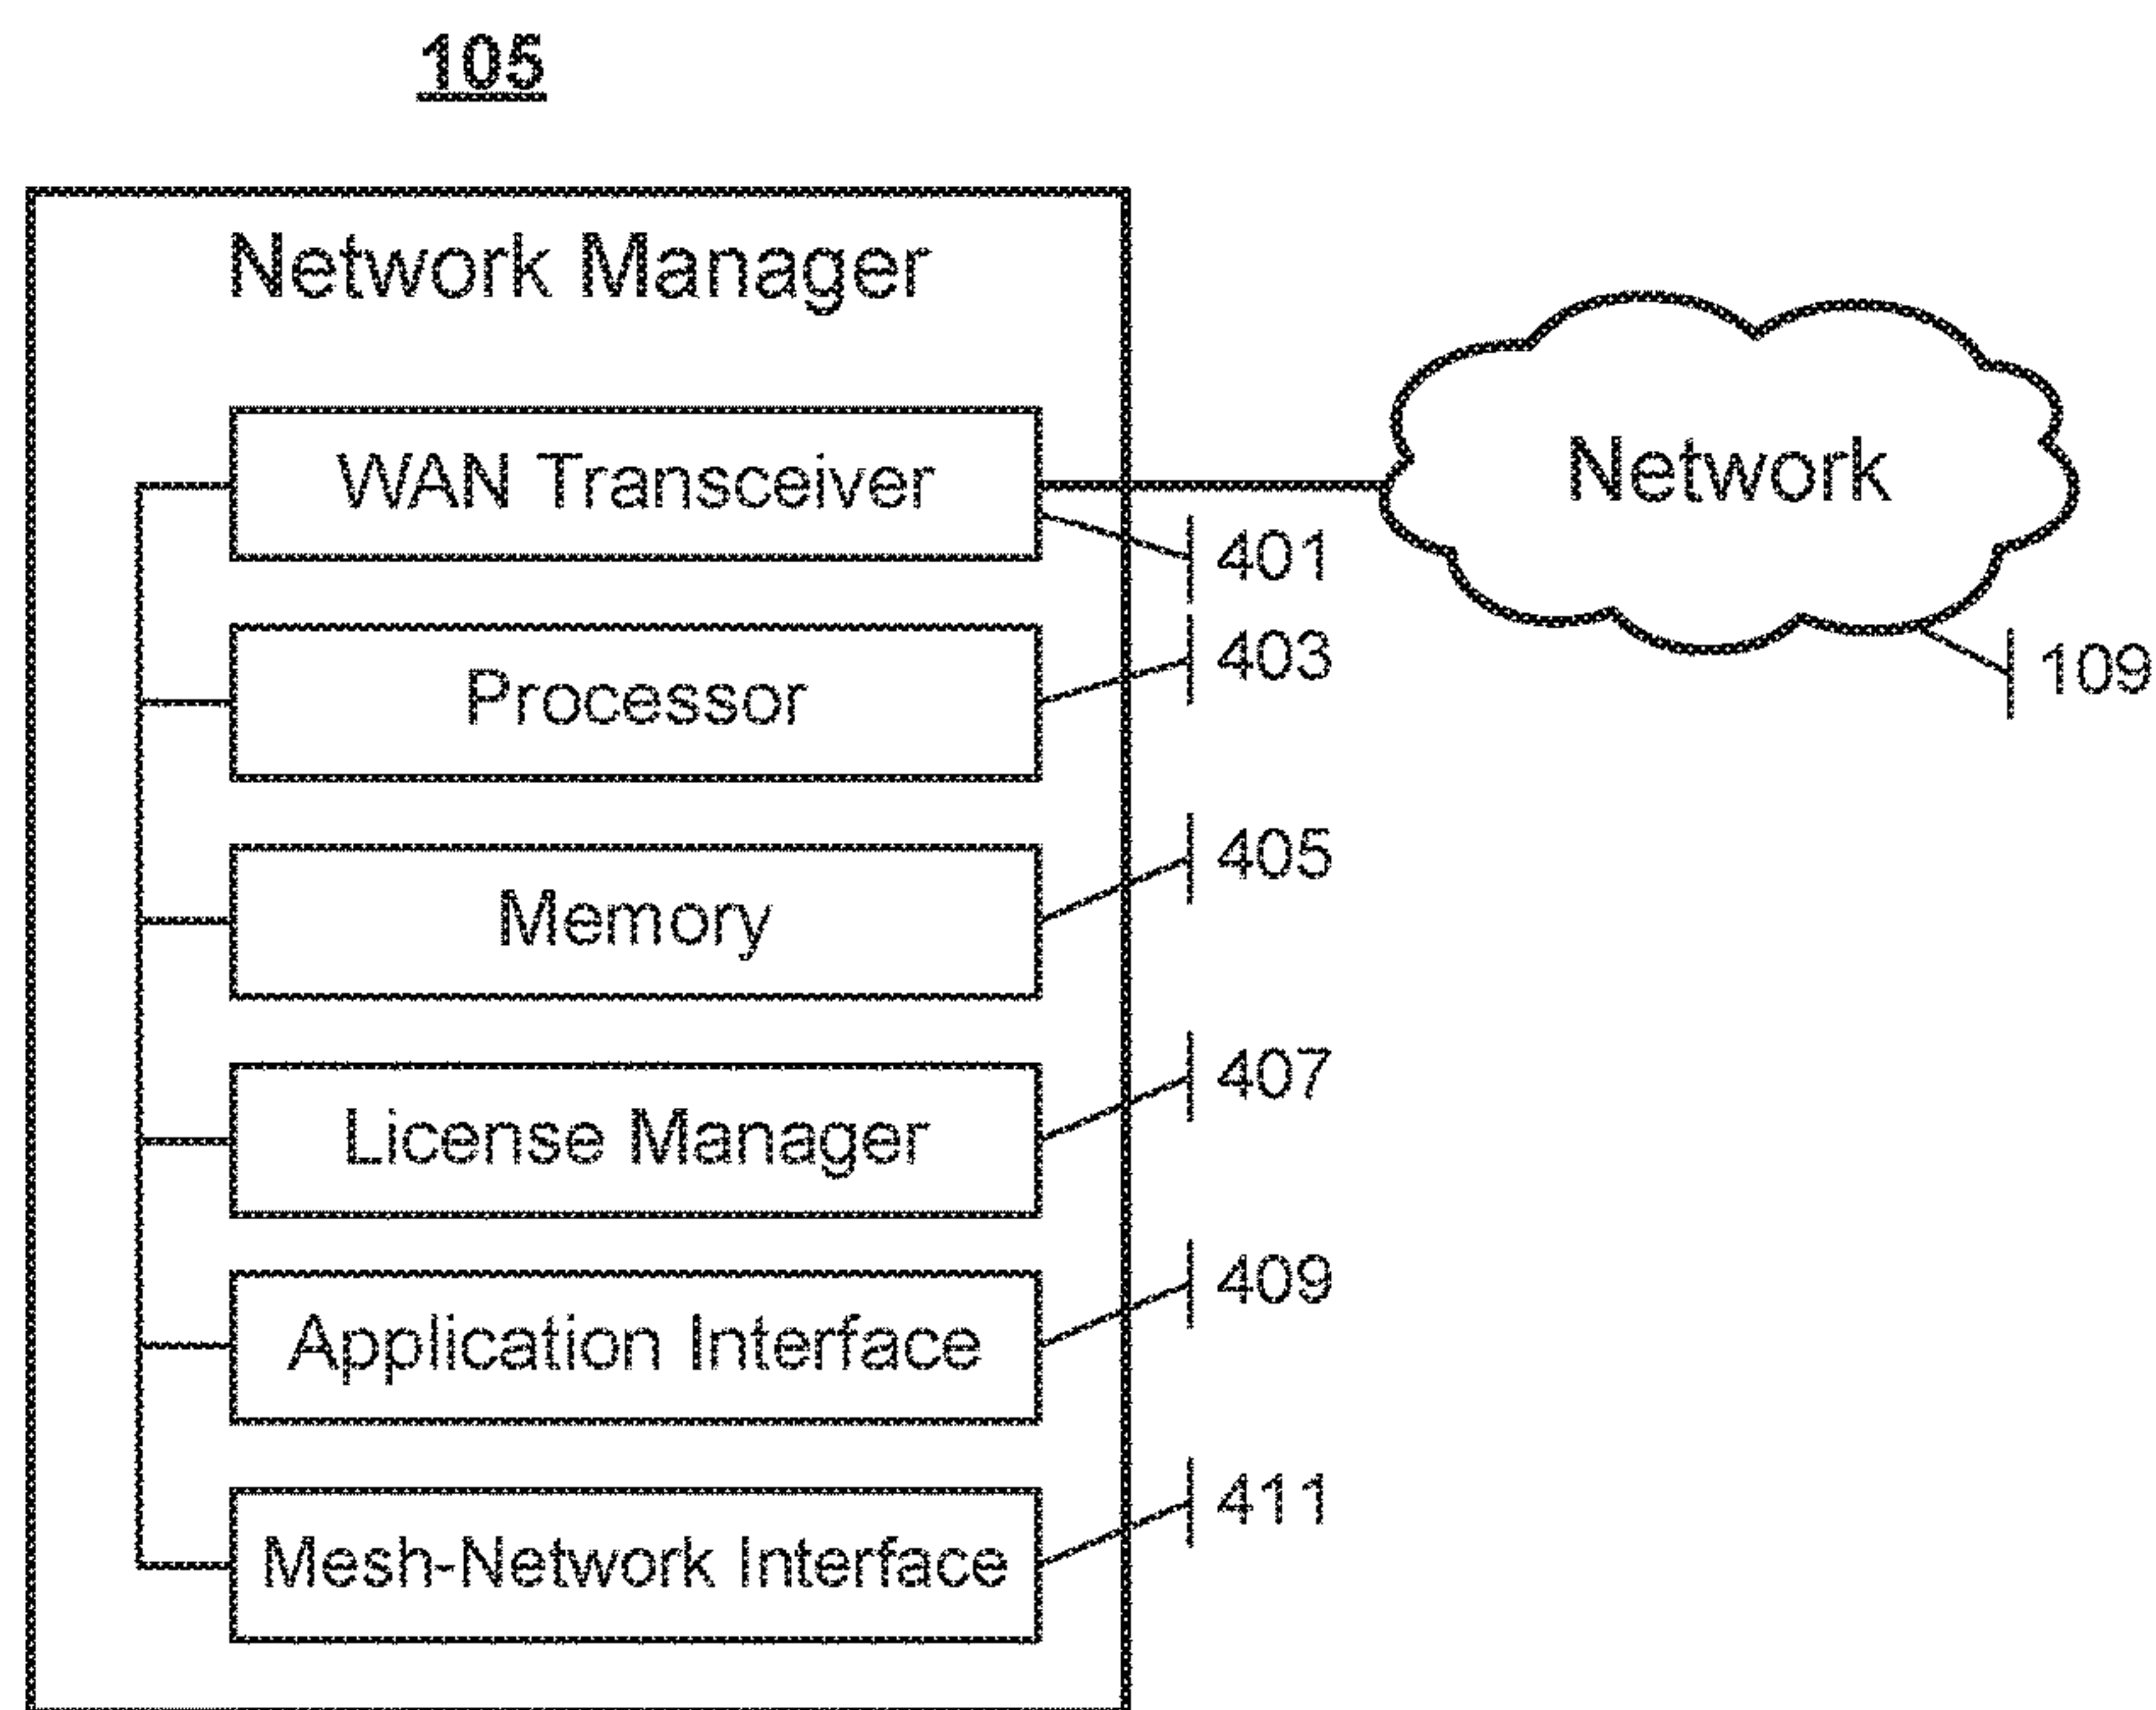 105
Network Manager
WAN Transceiver
Network
401
Processor
403
109
Memory
405
License Manager
407
Application Interface
409
Mesh-Network Interface
411